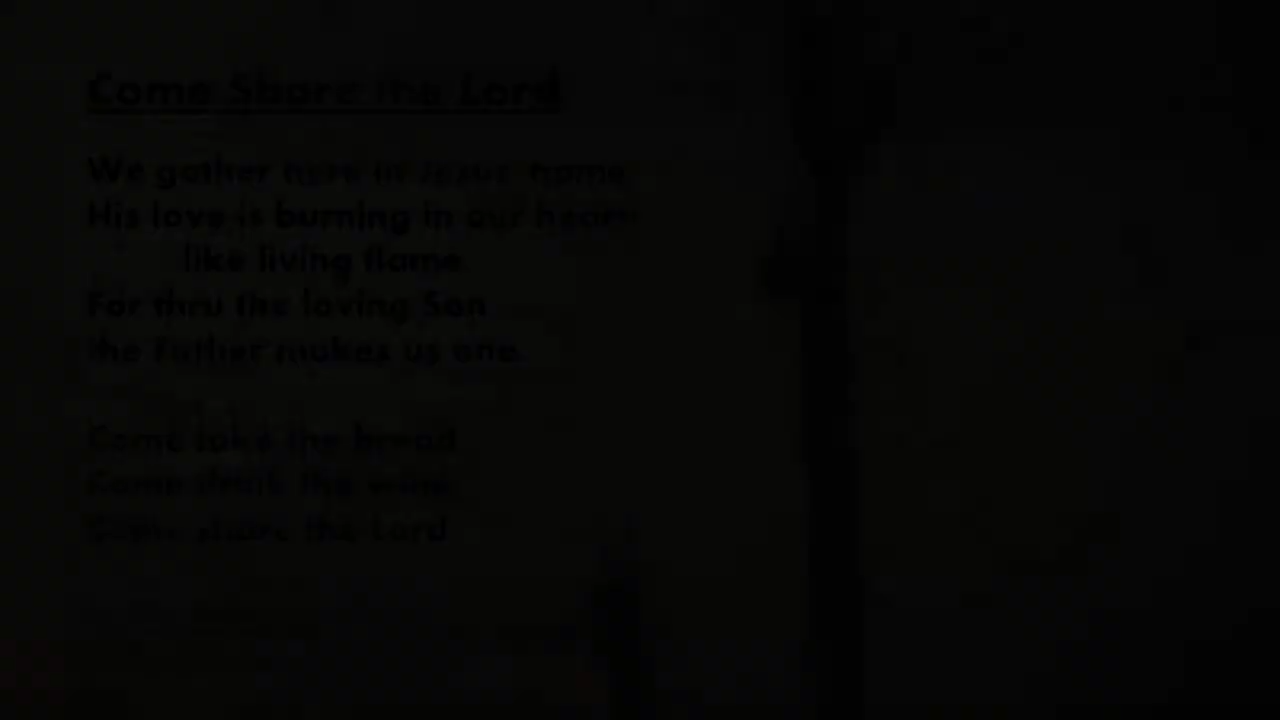 Come Share the Lord
We gather here in Jesus' name
His love is burning in our hearts
like living flame
For thru the loving Son
the Father makes us one
Come take the bread
Come drink the wine
Come share the Lord